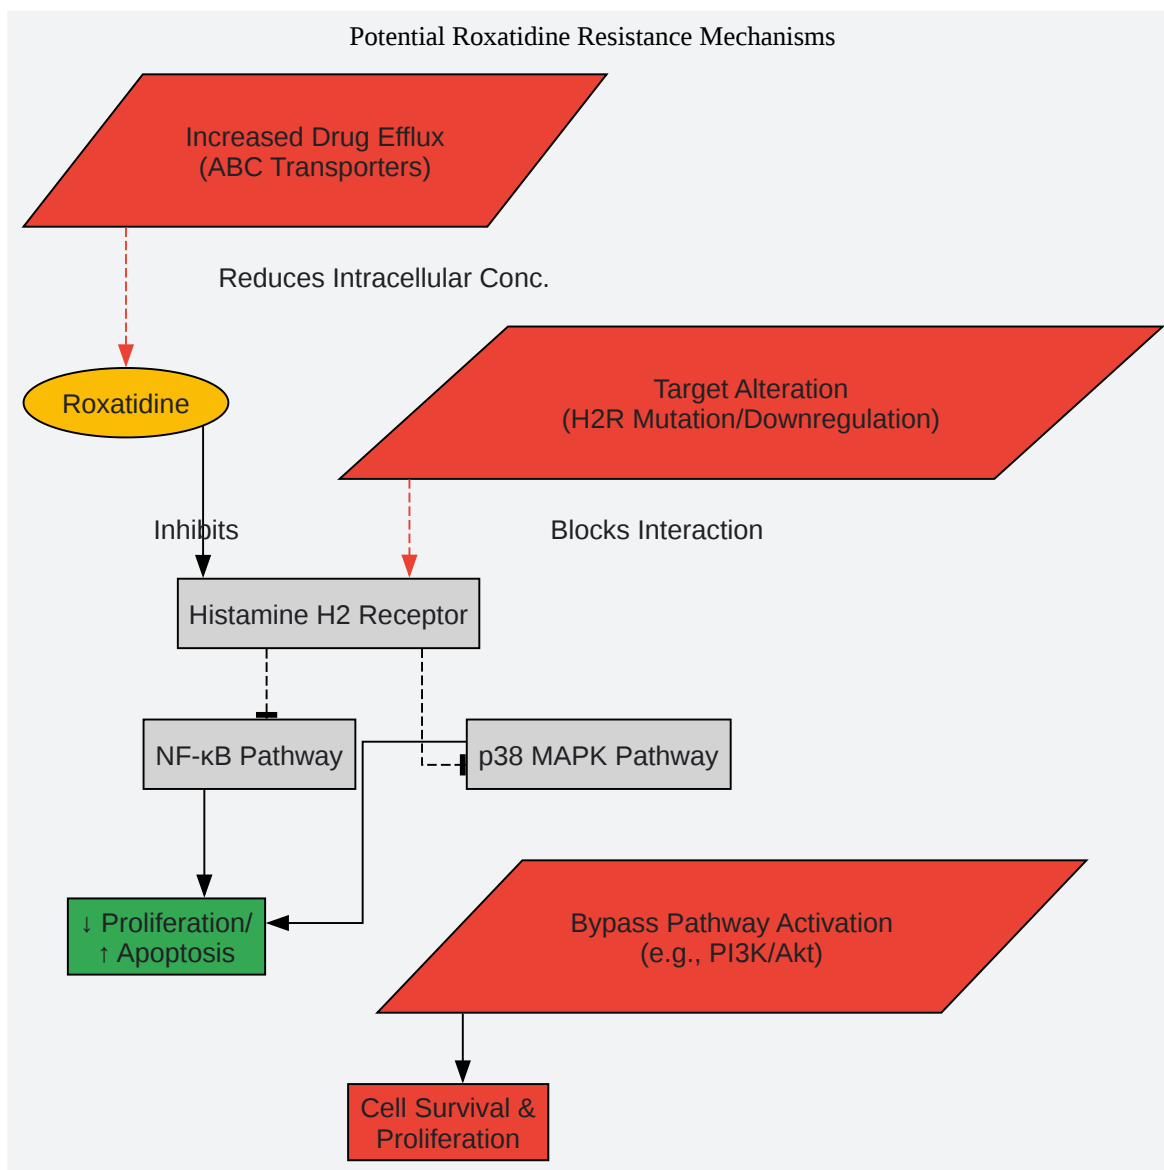 Potential Roxatidine Resistance Mechanisms
Increased Drug Efflux
(ABC Transporters)
Reduces Intracellular Conc.
Roxatidine
Target Alteration
(H2R Mutation/Downregulation)
Inhibits
Blocks Interaction
Histamine H2 Receptor
NF-κB Pathway
p38 MAPK Pathway
↓ Proliferation/
↑ Apoptosis
Bypass Pathway Activation
(e.g., PI3K/Akt)
Cell Survival &
Proliferation